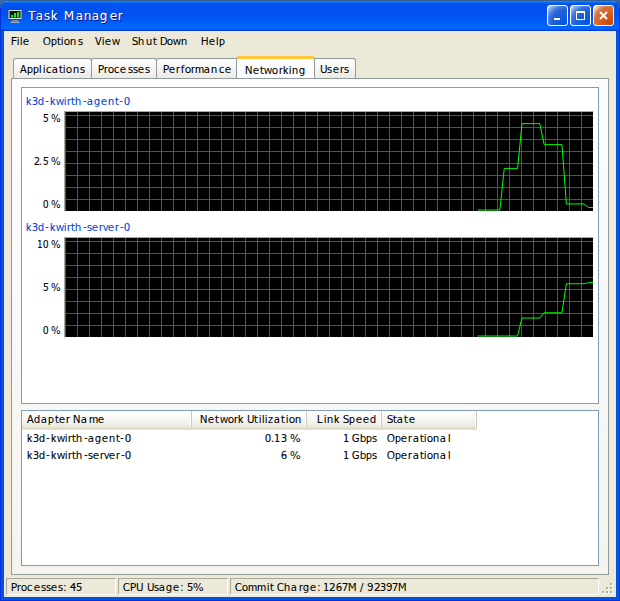 Task Manager
File Options View Shut Down Help
Applications Processes Performance Networking Users
k3d-kwirth-agent-0
5 %
2.5 %
0 %
k3d-kwirth-server-0
10 %
5 %
0 %
Adapter Name Network Utilization Link Speed State
k3d-kwirth-agent-0 0.13 % 1 Gbps Operational
k3d-kwirth-server-0 6 % 1 Gbps Operational
Processes: 45 CPU Usage: 5% Commit Charge: 1267M / 92397M